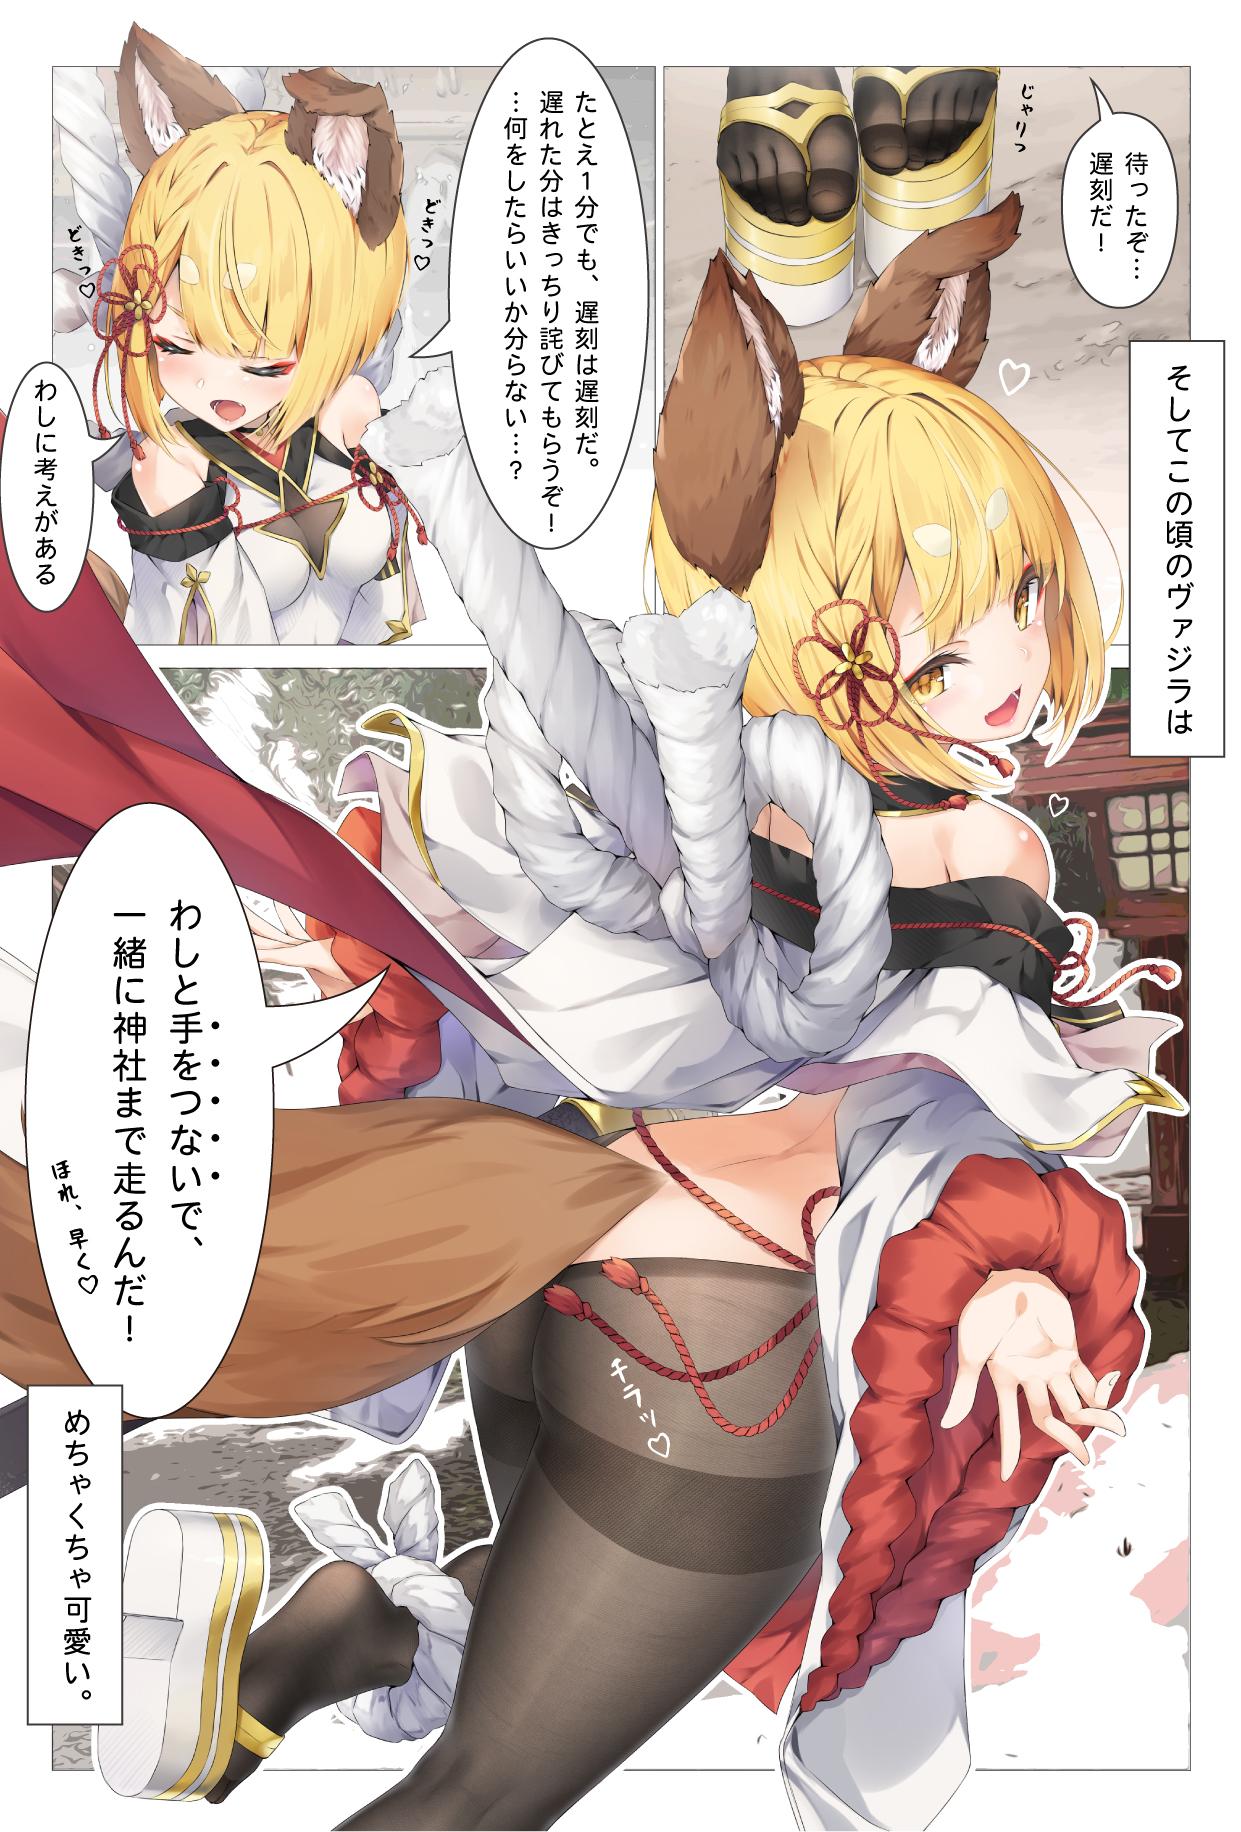 待ったぞ…
遅刻だ！
じゃりっ
そしてこの頃のヴァジラは
たとえ1分でも、遅刻は遅刻だ。
遅れた分はきっちり詫びてもらうぞ！
…何をしたらいいか分らない…？
どきっ♡
どきっ♡
わしに考えがある
わしと手をつないで、
一緒に神社まで走るんだ！
ほれ、早く♡
チラッ♡
めちゃくちゃ可愛い。